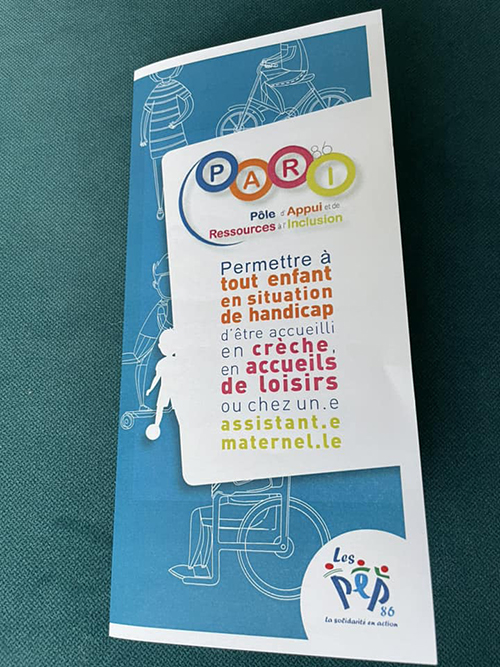 PARI 86
Pôle d'Appui et de
Ressources à l'Inclusion
Permettre à
tout enfant
en situation
de handicap
d'être accueilli
en crèche,
en accueils
de loisirs
ou chez un.e
assistant.e
maternel.le
Les
pep
86
La solidarité en action